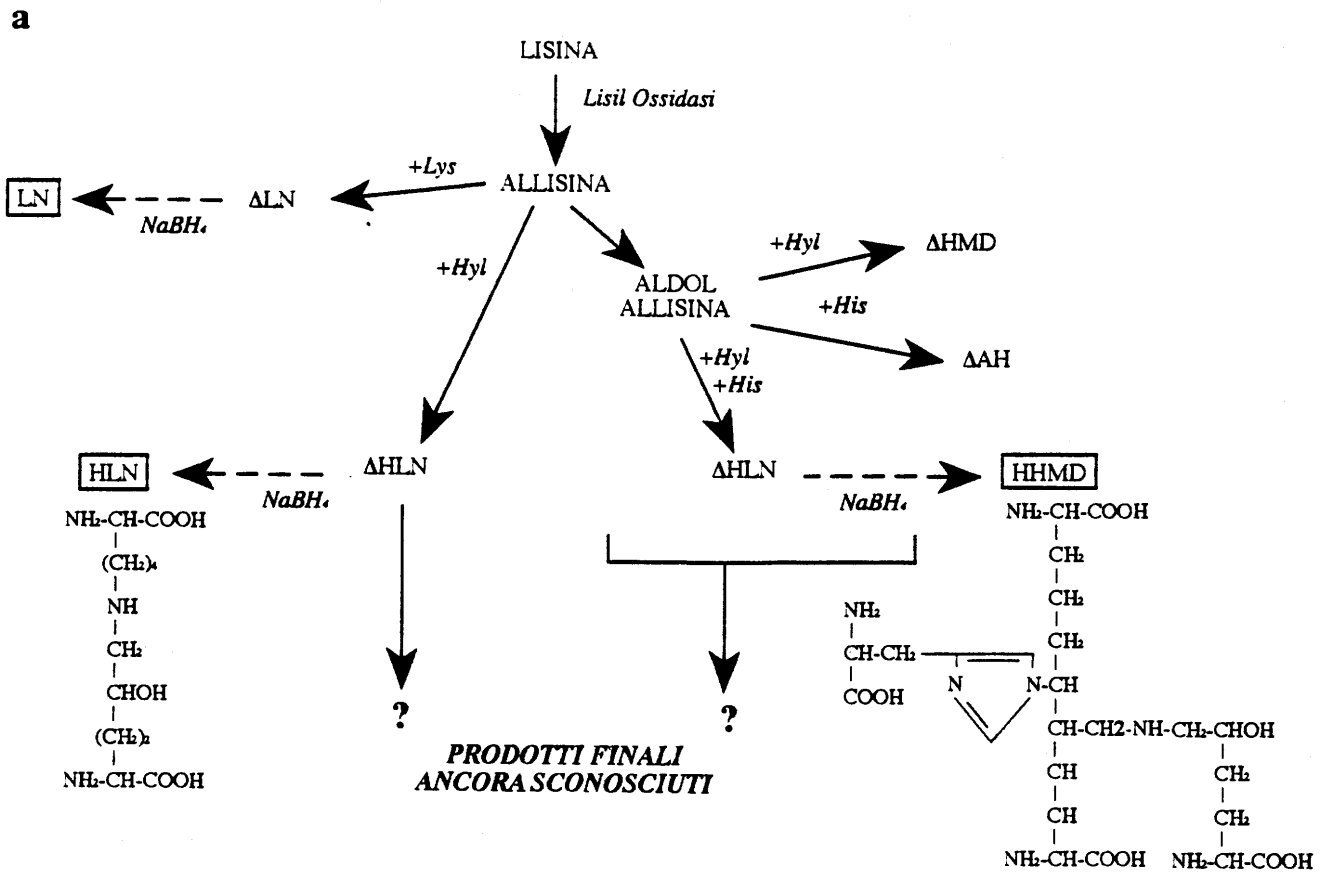 a
LISINA
Lisil Ossidasi
ALLISINA
+Lys
ΔLN
NaBH₄
LN
+Hyl
ALDOL
ALLISINA
+Hyl
ΔHMD
+His
ΔAH
+Hyl
+His
ΔHLN
NaBH₄
HLN
ΔHLN
NaBH₄
HHMD
NH₂-CH-COOH
(CH₂)₄
NH
CH₂
CHOH
(CH₂)₂
NH₂-CH-COOH
?
?
PRODOTTI FINALI
ANCORA SCONOSCIUTI
NH₂-CH-COOH
CH₂
CH₂
CH₂
NH₂
CH-CH₂
COOH
N
N-CH
CH-CH2-NH-CH₂-CHOH
CH
CH₂
CH
CH₂
NH₂-CH-COOH
NH₂-CH-COOH